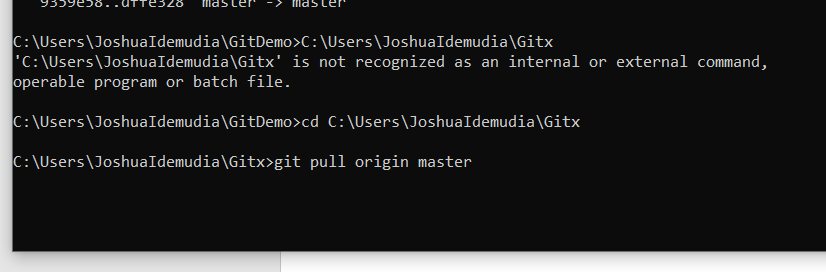 9359e58..dffe328  master -> master
C:\Users\JoshuaIdemudia\GitDemo>C:\Users\JoshuaIdemudia\Gitx
'C:\Users\JoshuaIdemudia\Gitx' is not recognized as an internal or external command,
operable program or batch file.
C:\Users\JoshuaIdemudia\GitDemo>cd C:\Users\JoshuaIdemudia\Gitx
C:\Users\JoshuaIdemudia\Gitx>git pull origin master